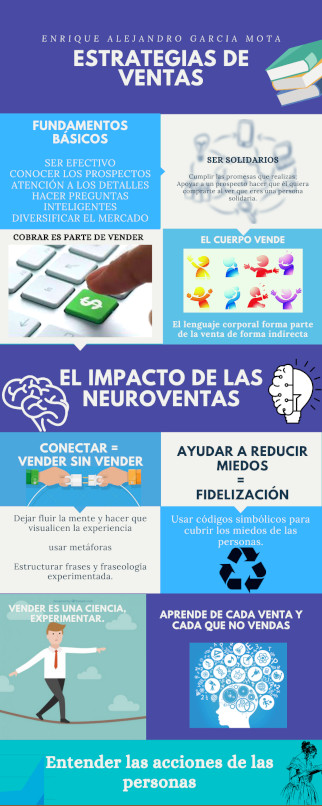 ENRIQUE ALEJANDRO GARCIA MOTA
ESTRATEGIAS DE
VENTAS
FUNDAMENTOS
BÁSICOS
SER EFECTIVO
CONOCER LOS PROSPECTOS
ATENCIÓN A LOS DETALLES
HACER PREGUNTAS
INTELIGENTES
DIVERSIFICAR EL MERCADO
SER SOLIDARIOS
Cumplir las promesas que realizas.
Apoyar a un prospecto hacer que él quiera
comprarte al ver que eres una persona
solidaria.
COBRAR ES PARTE DE VENDER
$
EL CUERPO VENDE
El lenguaje corporal forma parte
de la venta de forma indirecta
EL IMPACTO DE LAS
NEUROVENTAS
CONECTAR =
VENDER SIN VENDER
Dejar fluir la mente y hacer que
visualicen la experiencia
usar metáforas
Estructurar frases y fraseología
experimentada.
AYUDAR A REDUCIR
MIEDOS
=
FIDELIZACIÓN
Usar códigos simbólicos para
cubrir los miedos de las
personas.
VENDER ES UNA CIENCIA,
EXPERIMENTAR.
APRENDE DE CADA VENTA Y
CADA QUE NO VENDAS
Entender las acciones de las
personas